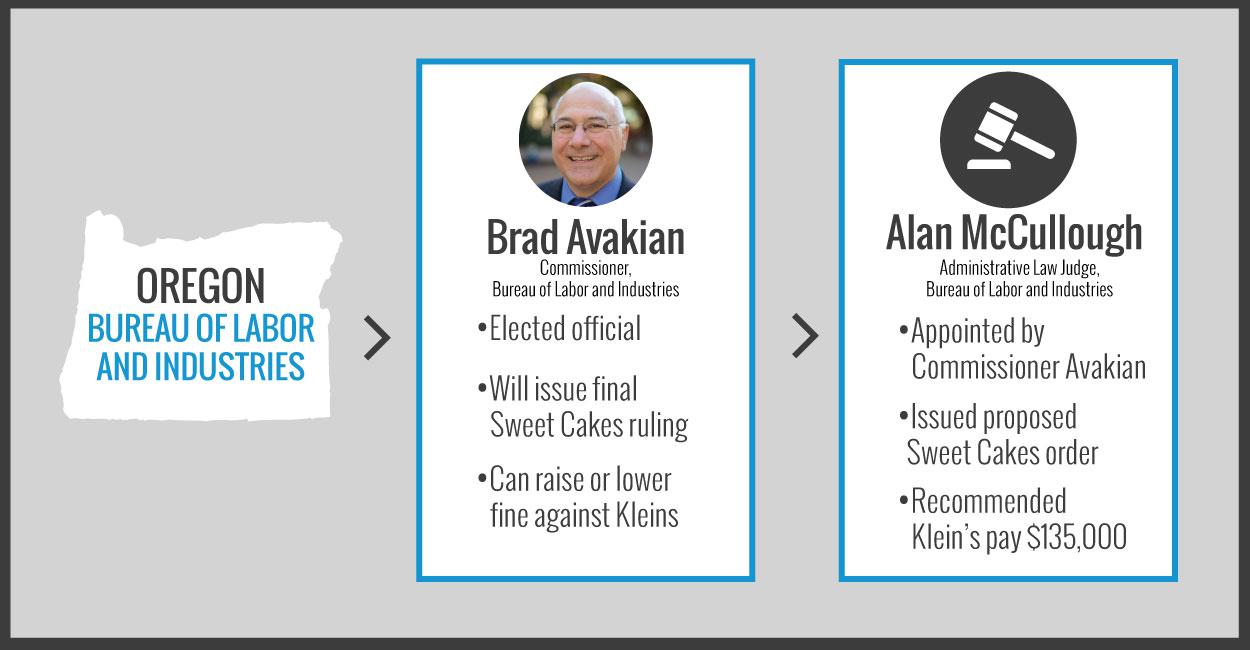 OREGON
BUREAU OF LABOR
AND INDUSTRIES
Brad Avakian
Commissioner,
Bureau of Labor and Industries
•Elected official
•Will issue final
Sweet Cakes ruling
•Can raise or lower
fine against Kleins
Alan McCullough
Administrative Law Judge,
Bureau of Labor and Industries
•Appointed by
Commissioner Avakian
•Issued proposed
Sweet Cakes order
•Recommended
Klein’s pay $135,000